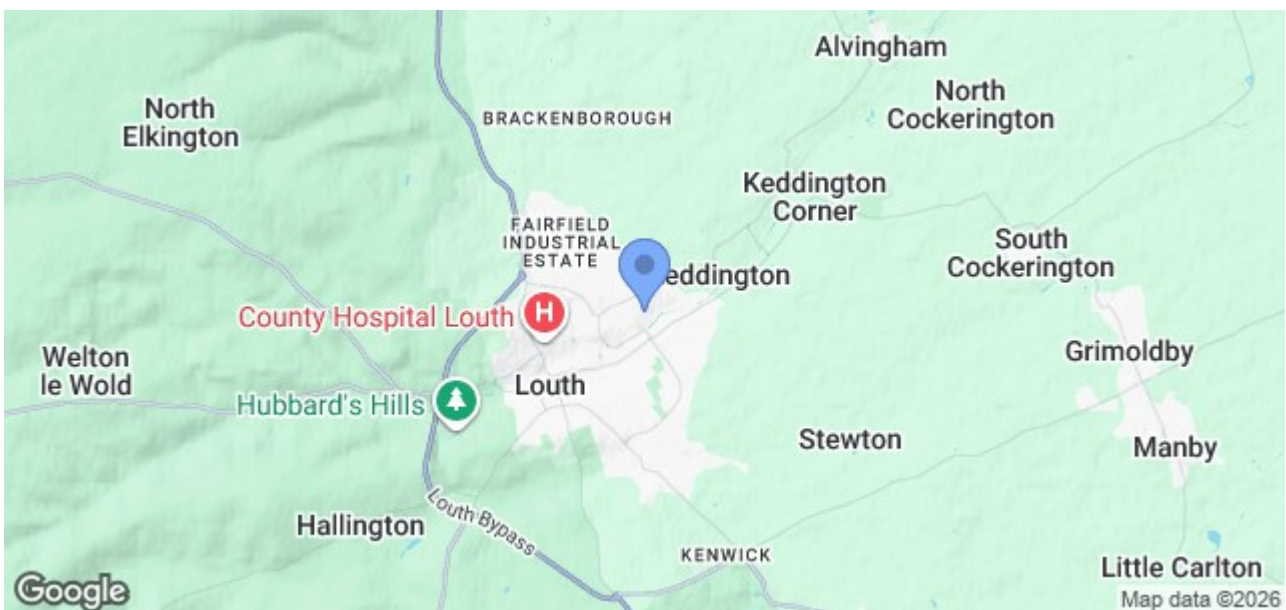 Alvingham
North
Elkington
North
Cockerington
BRACKENBOROUGH
Keddington
Corner
FAIRFIELD
INDUSTRIAL
ESTATE
South
Cockerington
eddington
County Hospital Louth
H
Welton
le Wold
Grimoldby
Louth
Hubbard's Hills
Stewton
Manby
Louth Bypass
Hallington
KENWICK
Little Carlton
Google
Map data ©2026